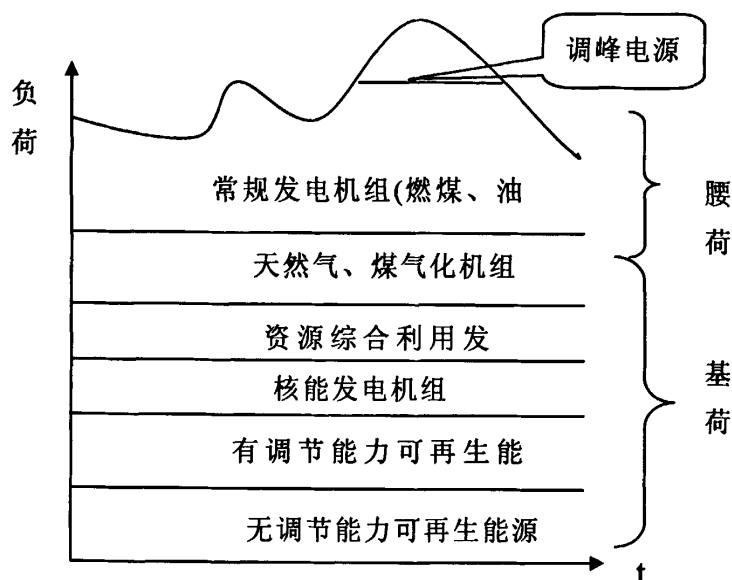 调峰电源
负荷
常规发电机组(燃煤、油
腰荷
天然气、煤气化机组
资源综合利用发
核能发电机组
基荷
有调节能力可再生能
无调节能力可再生能源
t